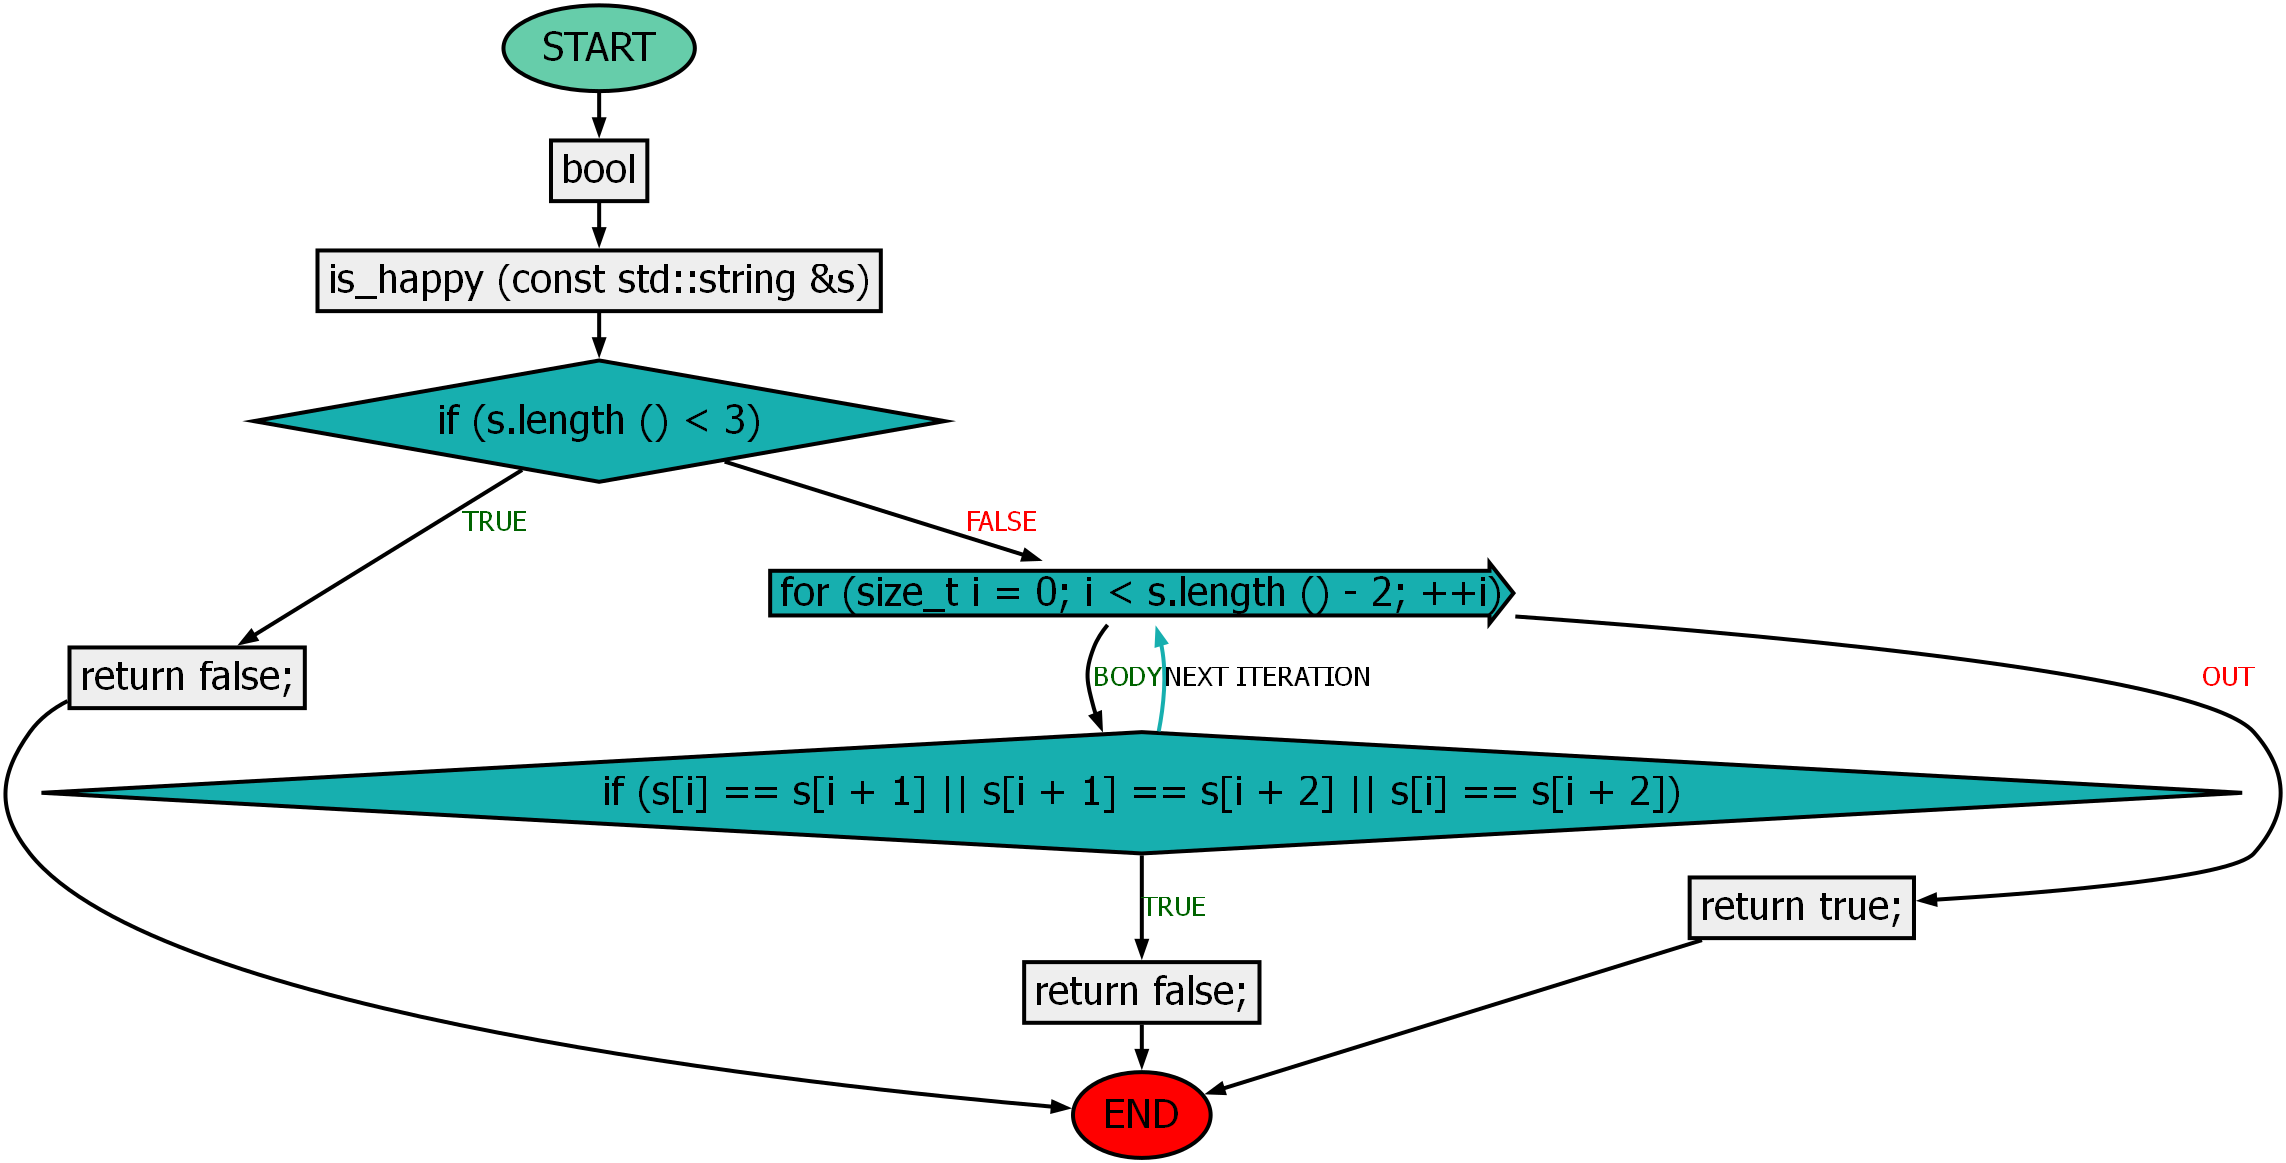 START
bool
is_happy (const std::string &s)
if (s.length () < 3)
TRUE
FALSE
for (size_t i = 0; i < s.length () - 2; ++i)
return false;
BODY
NEXT ITERATION
OUT
if (s[i] == s[i + 1] || s[i + 1] == s[i + 2] || s[i] == s[i + 2])
TRUE
return true;
return false;
END